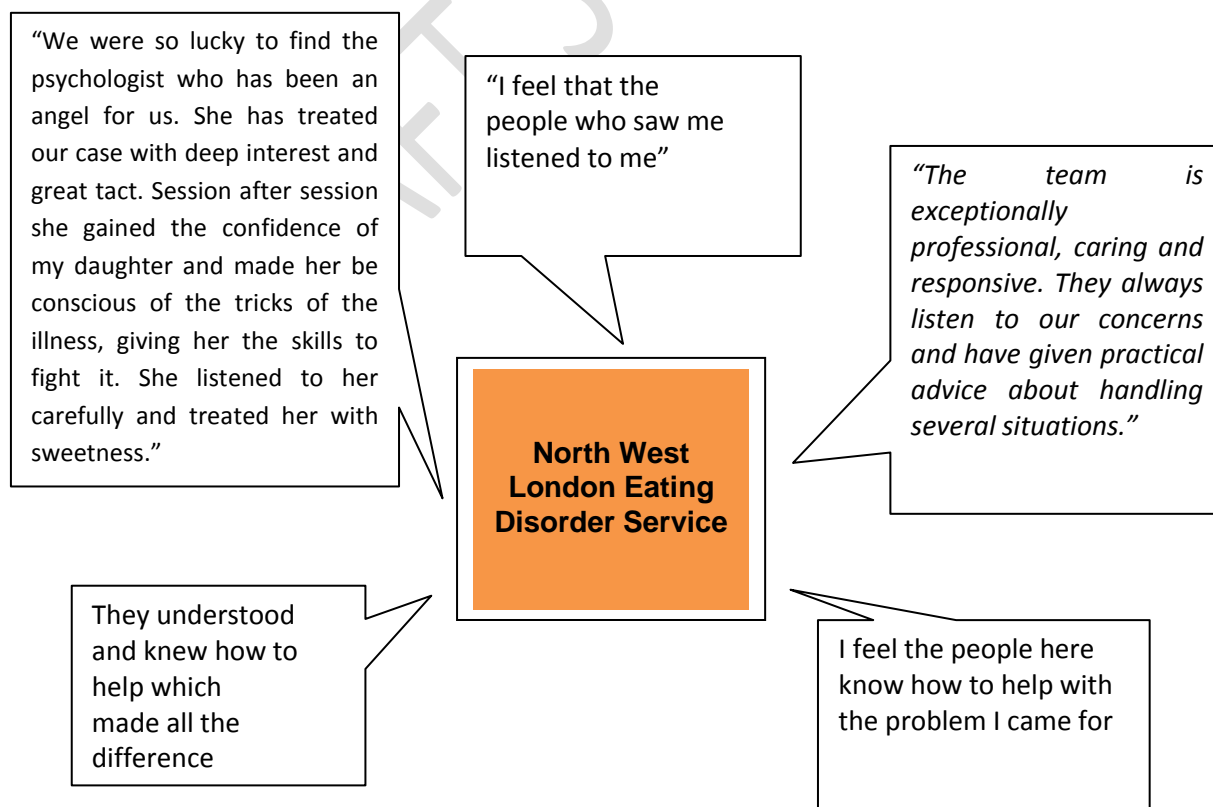 “We were so lucky to find the
psychologist who has been an
angel for us. She has treated
our case with deep interest and
great tact. Session after session
she gained the confidence of
my daughter and made her be
conscious of the tricks of the
illness, giving her the skills to
fight it. She listened to her
carefully and treated her with
sweetness.”
“I feel that the
people who saw me
listened to me”
“The team is
exceptionally
professional, caring and
responsive. They always
listen to our concerns
and have given practical
advice about handling
several situations.”
North West
London Eating
Disorder Service
They understood
and knew how to
help which
made all the
difference
I feel the people here
know how to help with
the problem I came for